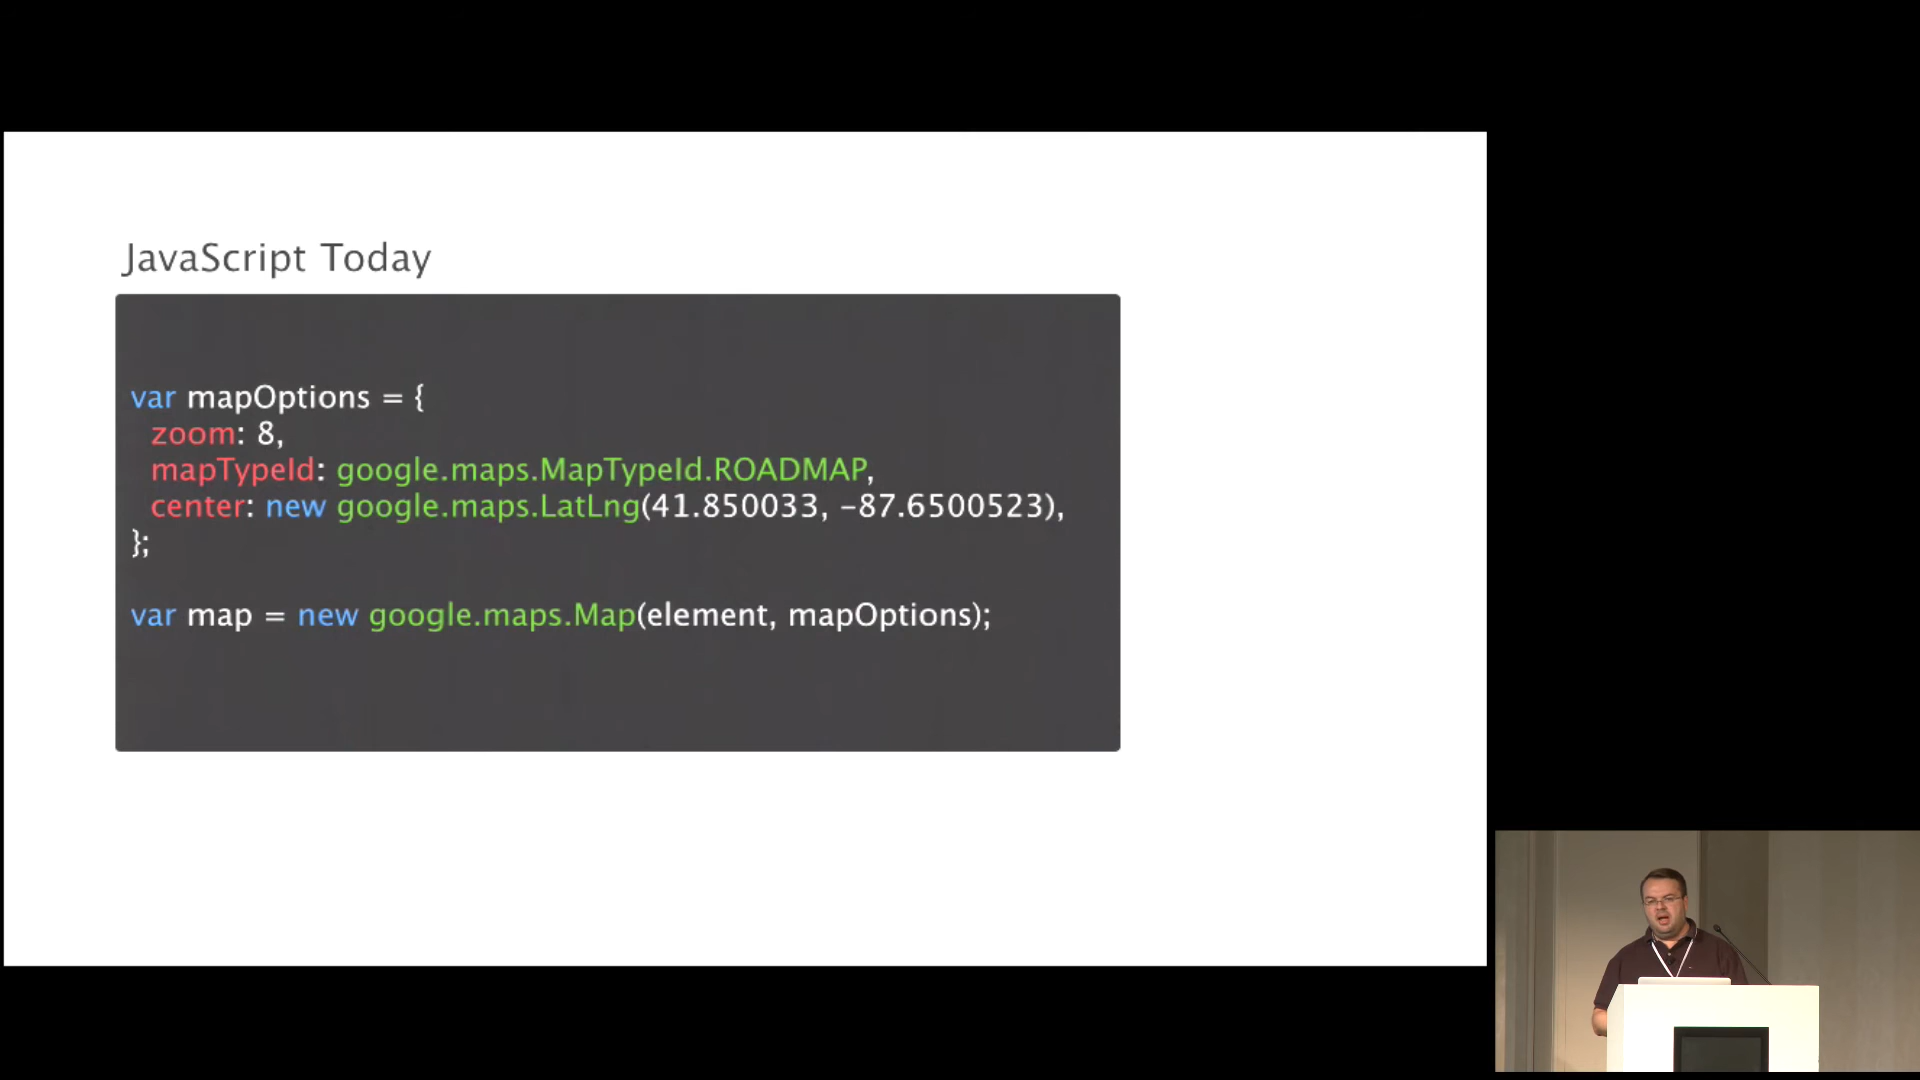 JavaScript Today
var mapOptions = {
zoom: 8,
mapTypeId: google.maps.MapTypeId.ROADMAP,
center: new google.maps.LatLng(41.850033, -87.6500523),
};
var map = new google.maps.Map(element, mapOptions);